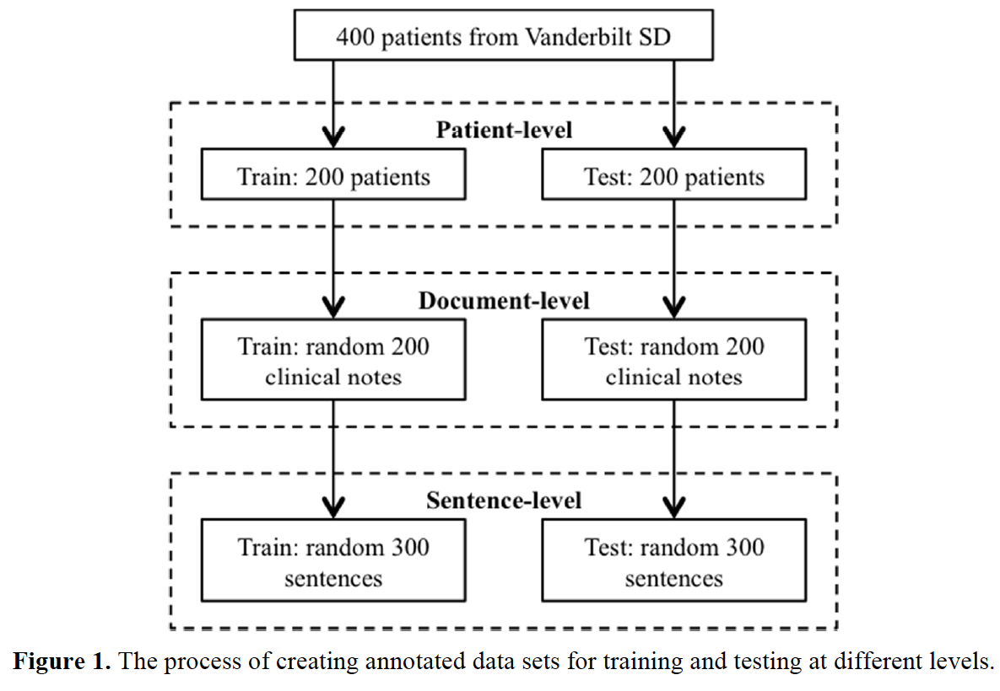 400 patients from Vanderbilt SD
Patient-level
Train: 200 patients
Test: 200 patients
Document-level
Train: random 200
clinical notes
Test: random 200
clinical notes
Sentence-level
Train: random 300
sentences
Test: random 300
sentences
Figure 1. The process of creating annotated data sets for training and testing at different levels.